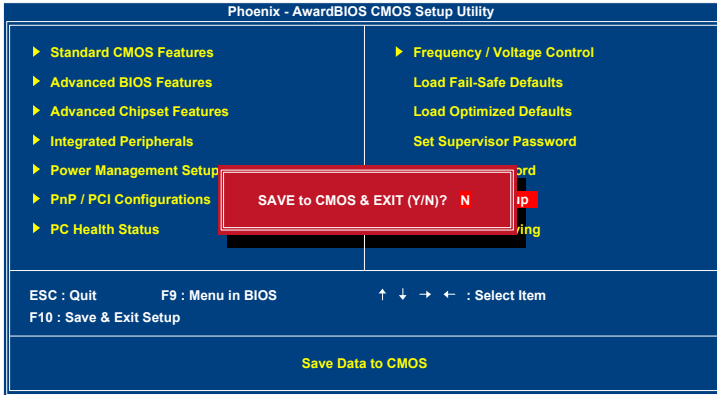 Phoenix - AwardBIOS CMOS Setup Utility
Standard CMOS Features
Advanced BIOS Features
Advanced Chipset Features
Integrated Peripherals
Power Management Setup
PnP / PCI Configurations
PC Health Status
Frequency / Voltage Control
Load Fail-Safe Defaults
Load Optimized Defaults
Set Supervisor Password
SAVE to CMOS & EXIT (Y/N)? N
ESC : Quit F9 : Menu in BIOS ↑ ↓ → ← : Select Item
F10 : Save & Exit Setup
Save Data to CMOS